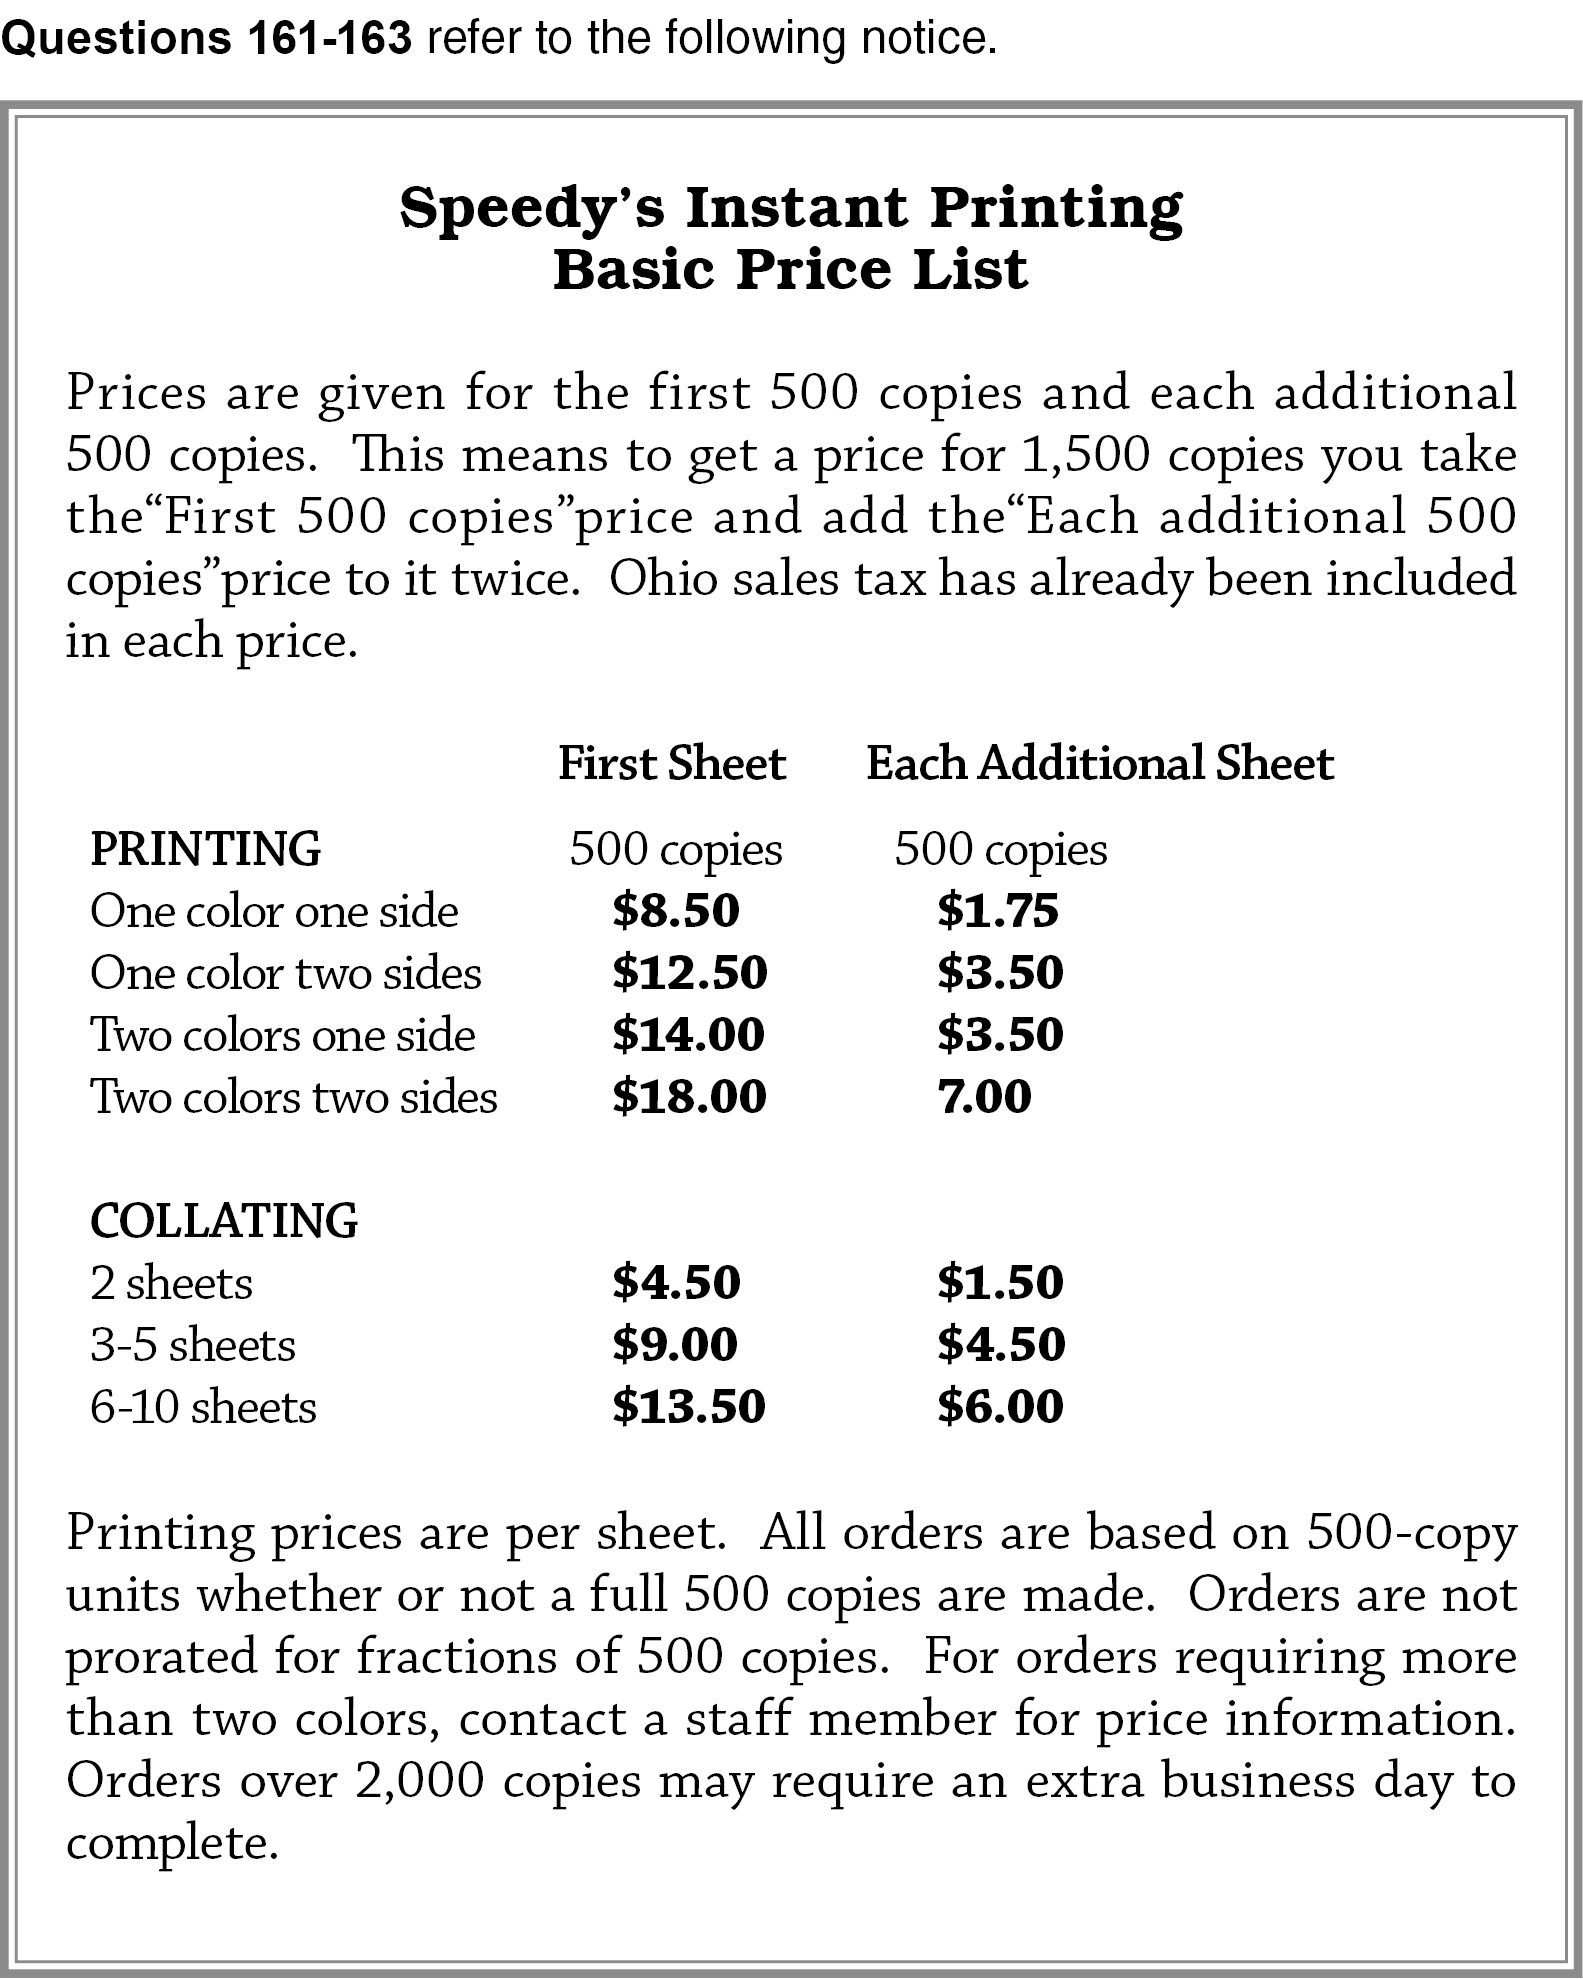 Questions 161-163 refer to the following notice.
Speedy’s Instant Printing
Basic Price List
Prices are given for the first 500 copies and each additional
500 copies. This means to get a price for 1,500 copies you take
the“First 500 copies”price and add the“Each additional 500
copies”price to it twice. Ohio sales tax has already been included
in each price.
First Sheet Each Additional Sheet
PRINTING 500 copies 500 copies
One color one side $8.50 $1.75
One color two sides $12.50 $3.50
Two colors one side $14.00 $3.50
Two colors two sides $18.00 7.00
COLLATING
2 sheets $4.50 $1.50
3-5 sheets $9.00 $4.50
6-10 sheets $13.50 $6.00
Printing prices are per sheet. All orders are based on 500-copy
units whether or not a full 500 copies are made. Orders are not
prorated for fractions of 500 copies. For orders requiring more
than two colors, contact a staff member for price information.
Orders over 2,000 copies may require an extra business day to
complete.